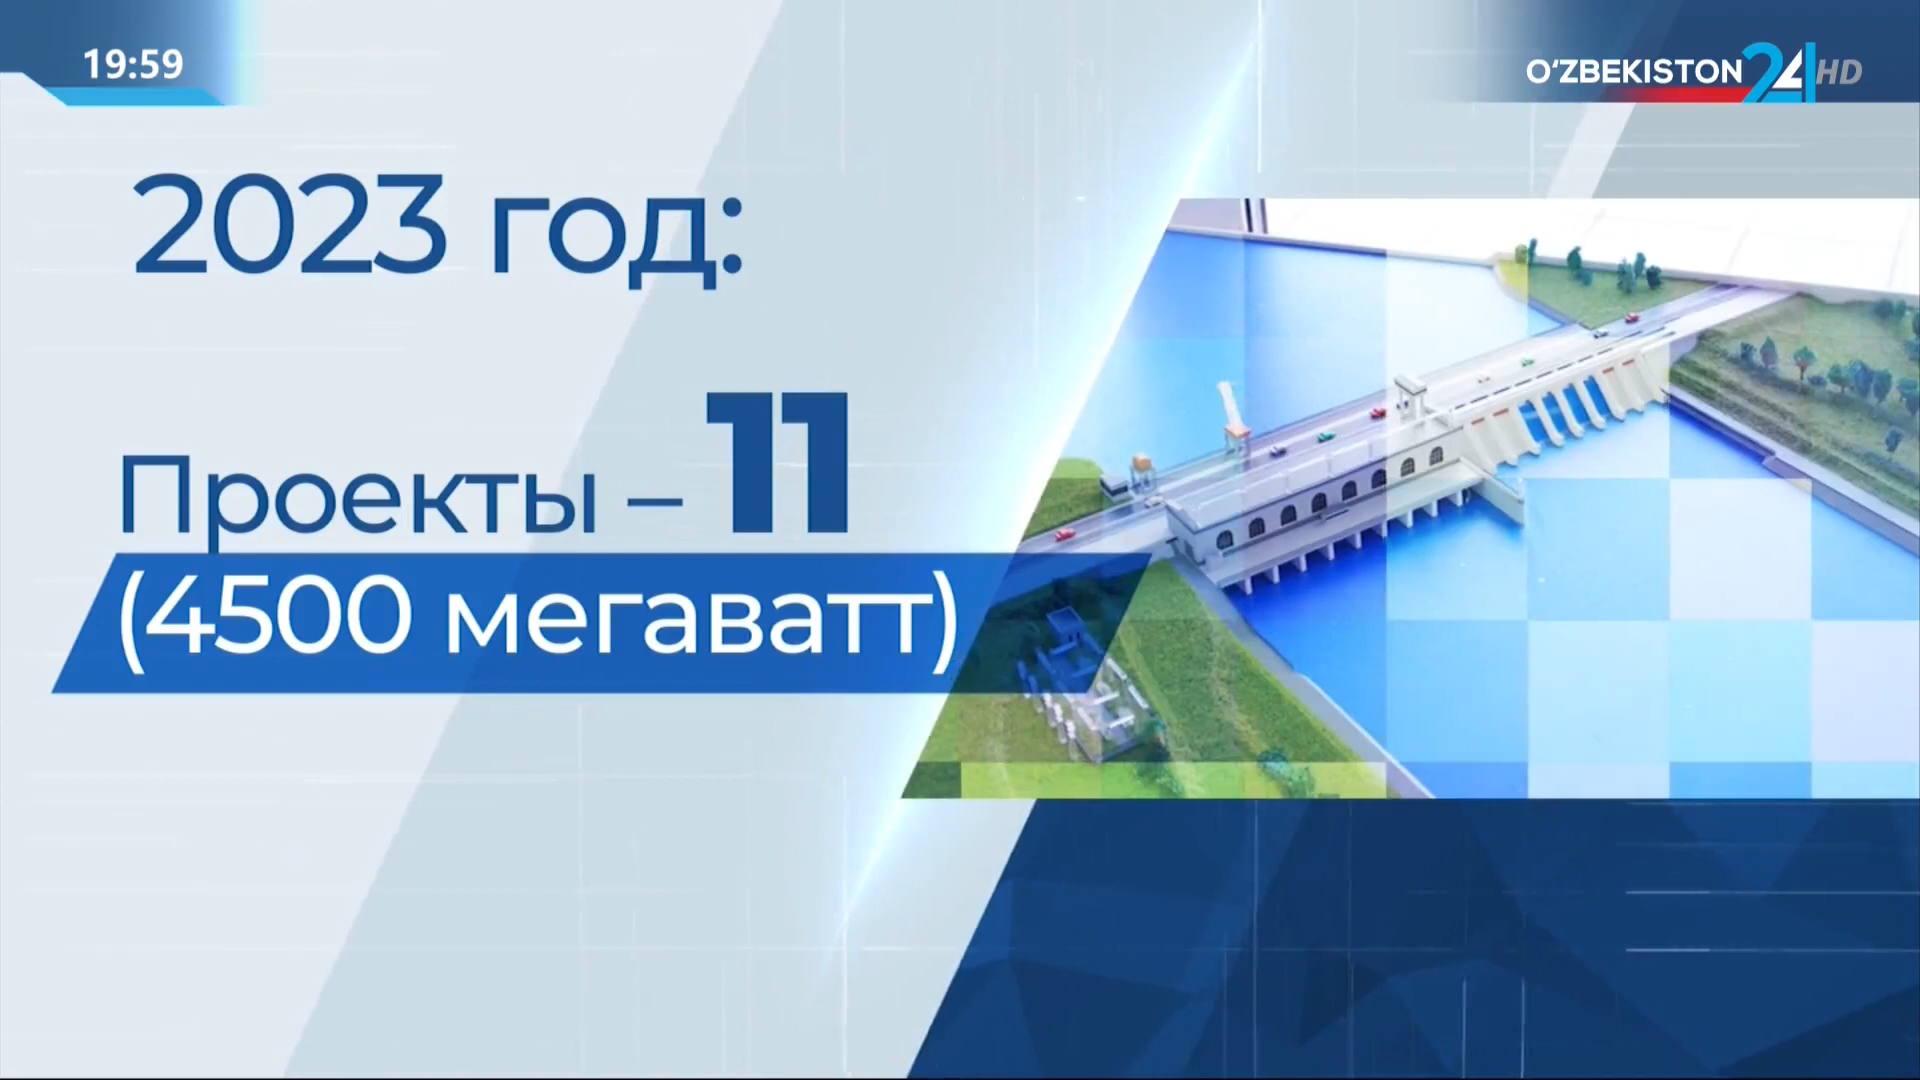 19:59
O‘ZBEKISTON 24 HD
2023 год:
Проекты – 11
(4500 мегаватт)